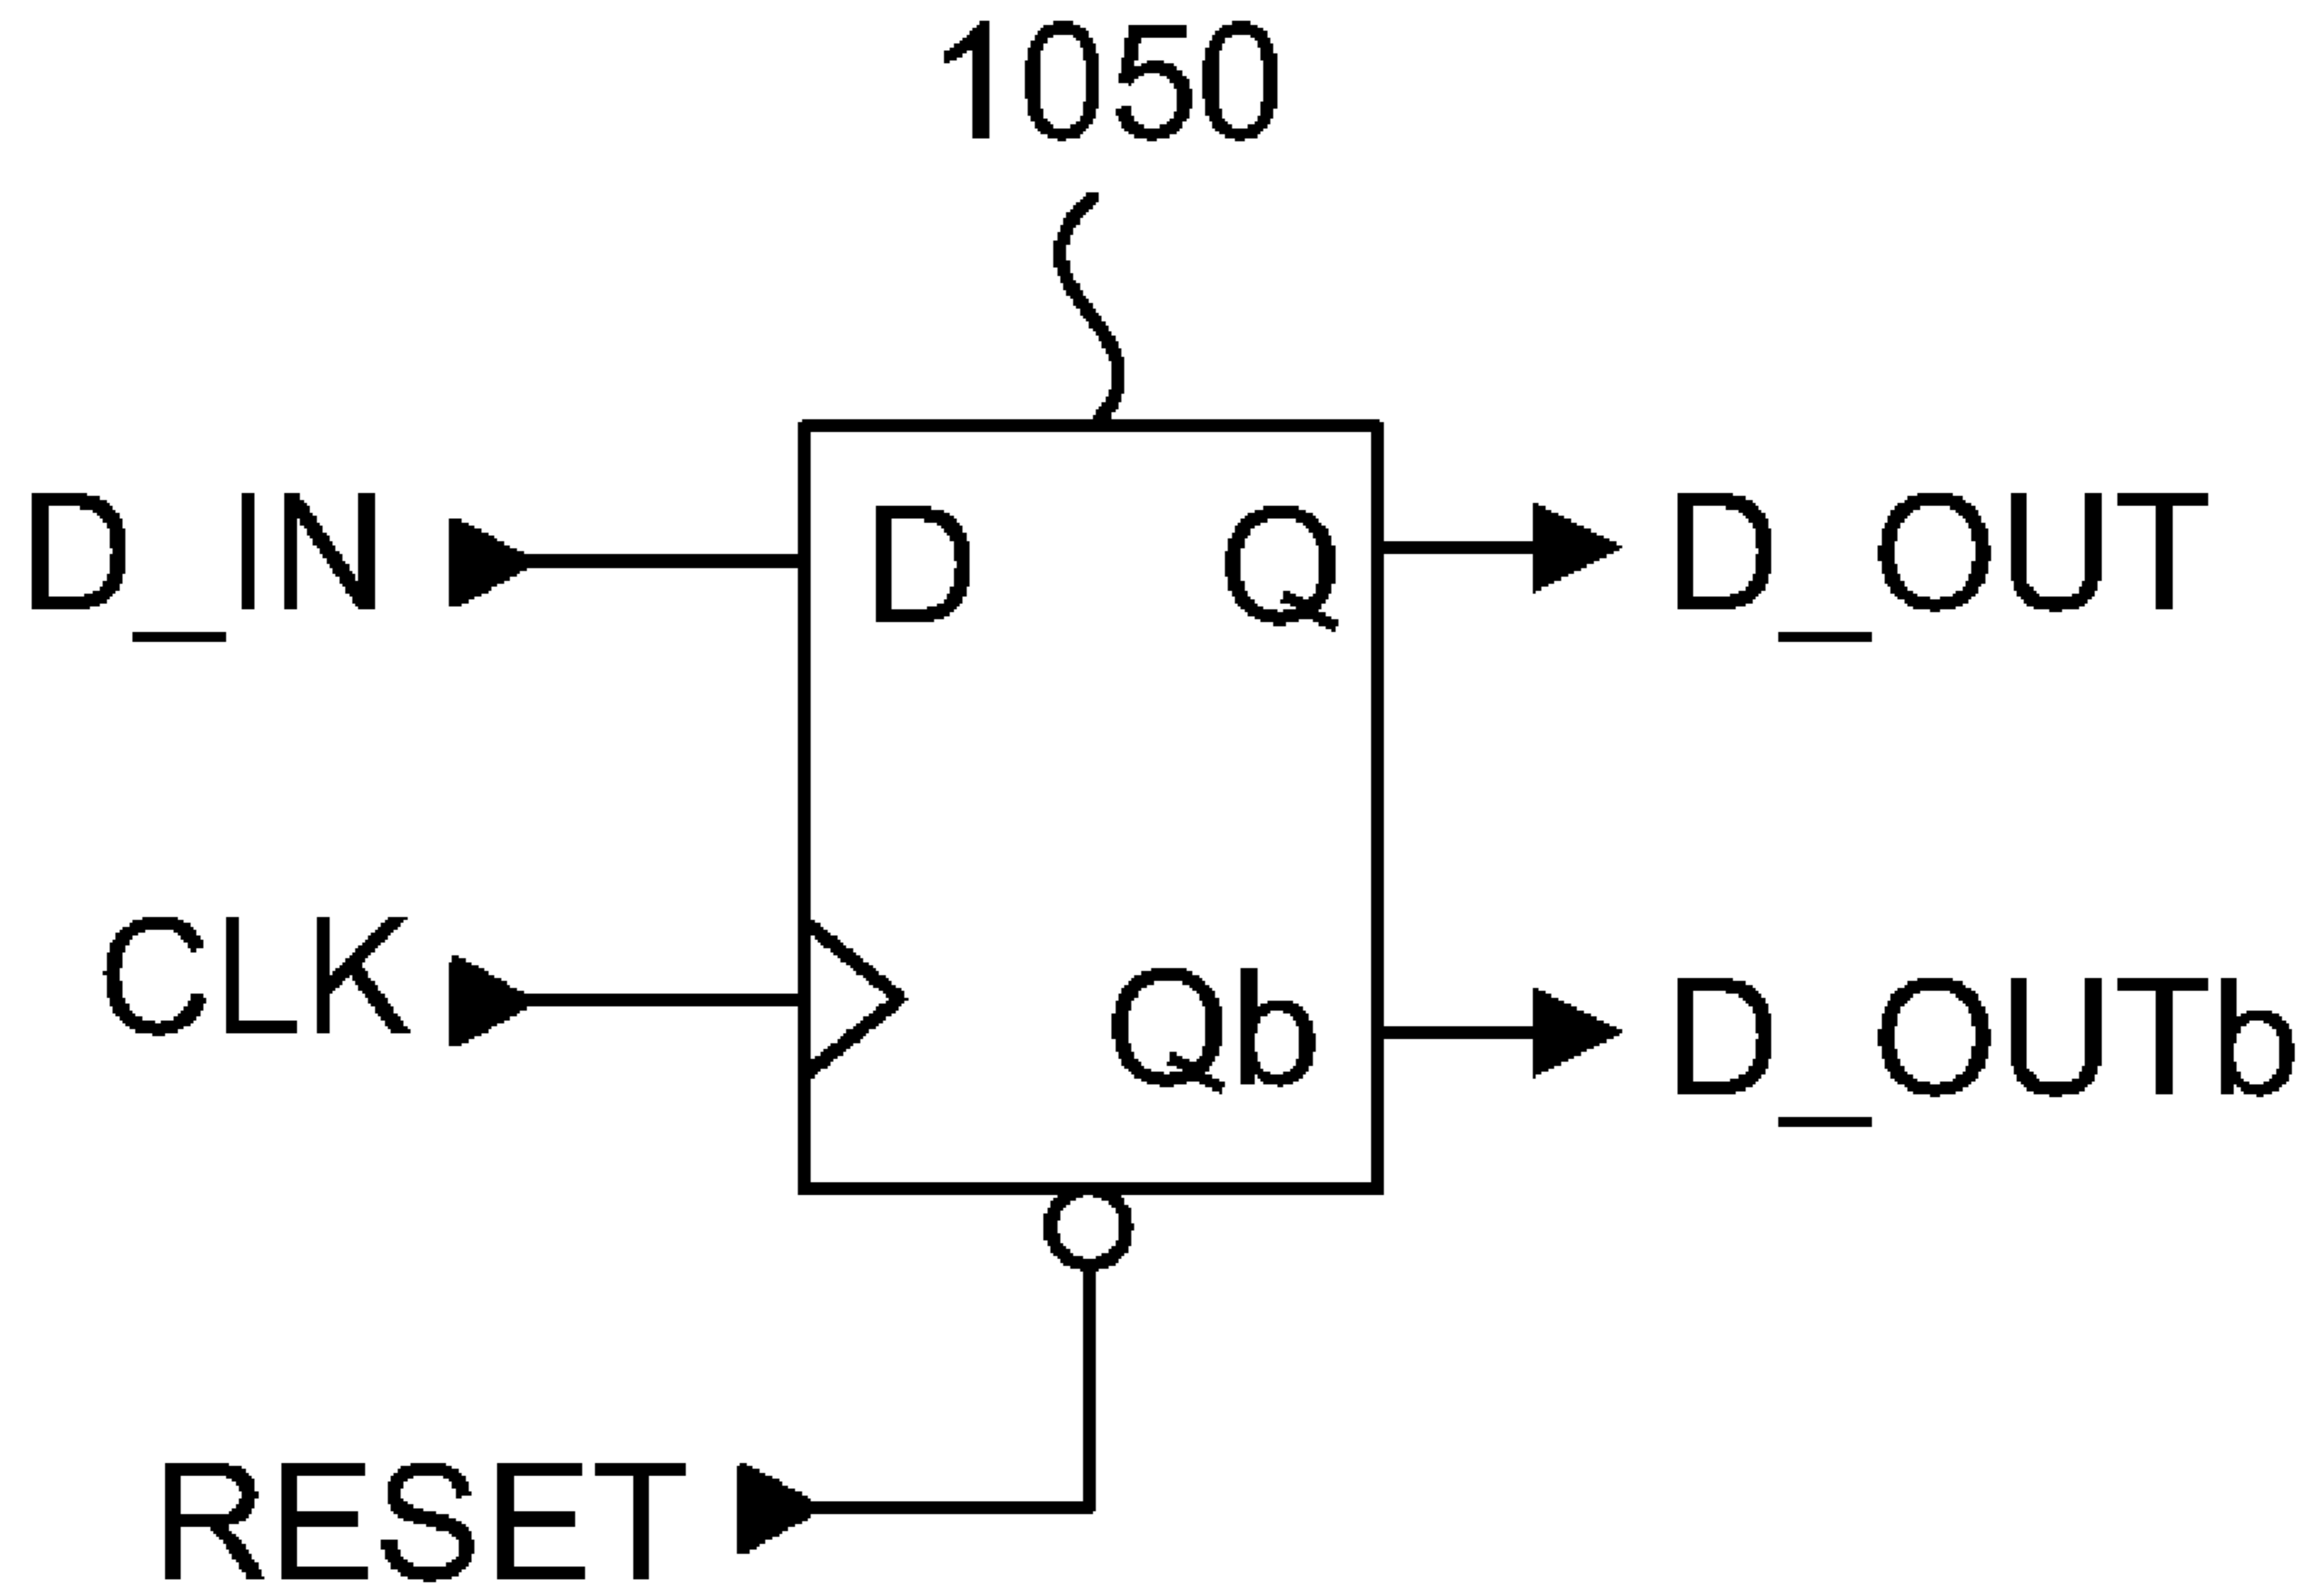 1050
D_IN
D
Q
D_OUT
CLK
Qb
D_OUTb
RESET